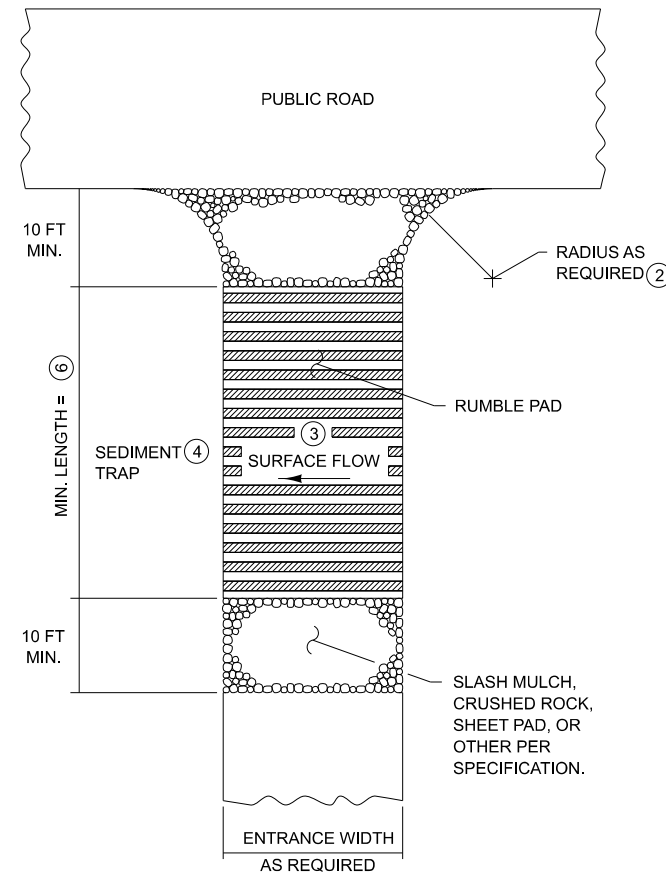 PUBLIC ROAD
10 FT
MIN.
RADIUS AS
REQUIRED ②
MIN. LENGTH = ⑥
RUMBLE PAD
③
SEDIMENT ④
TRAP
SURFACE FLOW
10 FT
MIN.
SLASH MULCH,
CRUSHED ROCK,
SHEET PAD, OR
OTHER PER
SPECIFICATION.
ENTRANCE WIDTH
AS REQUIRED